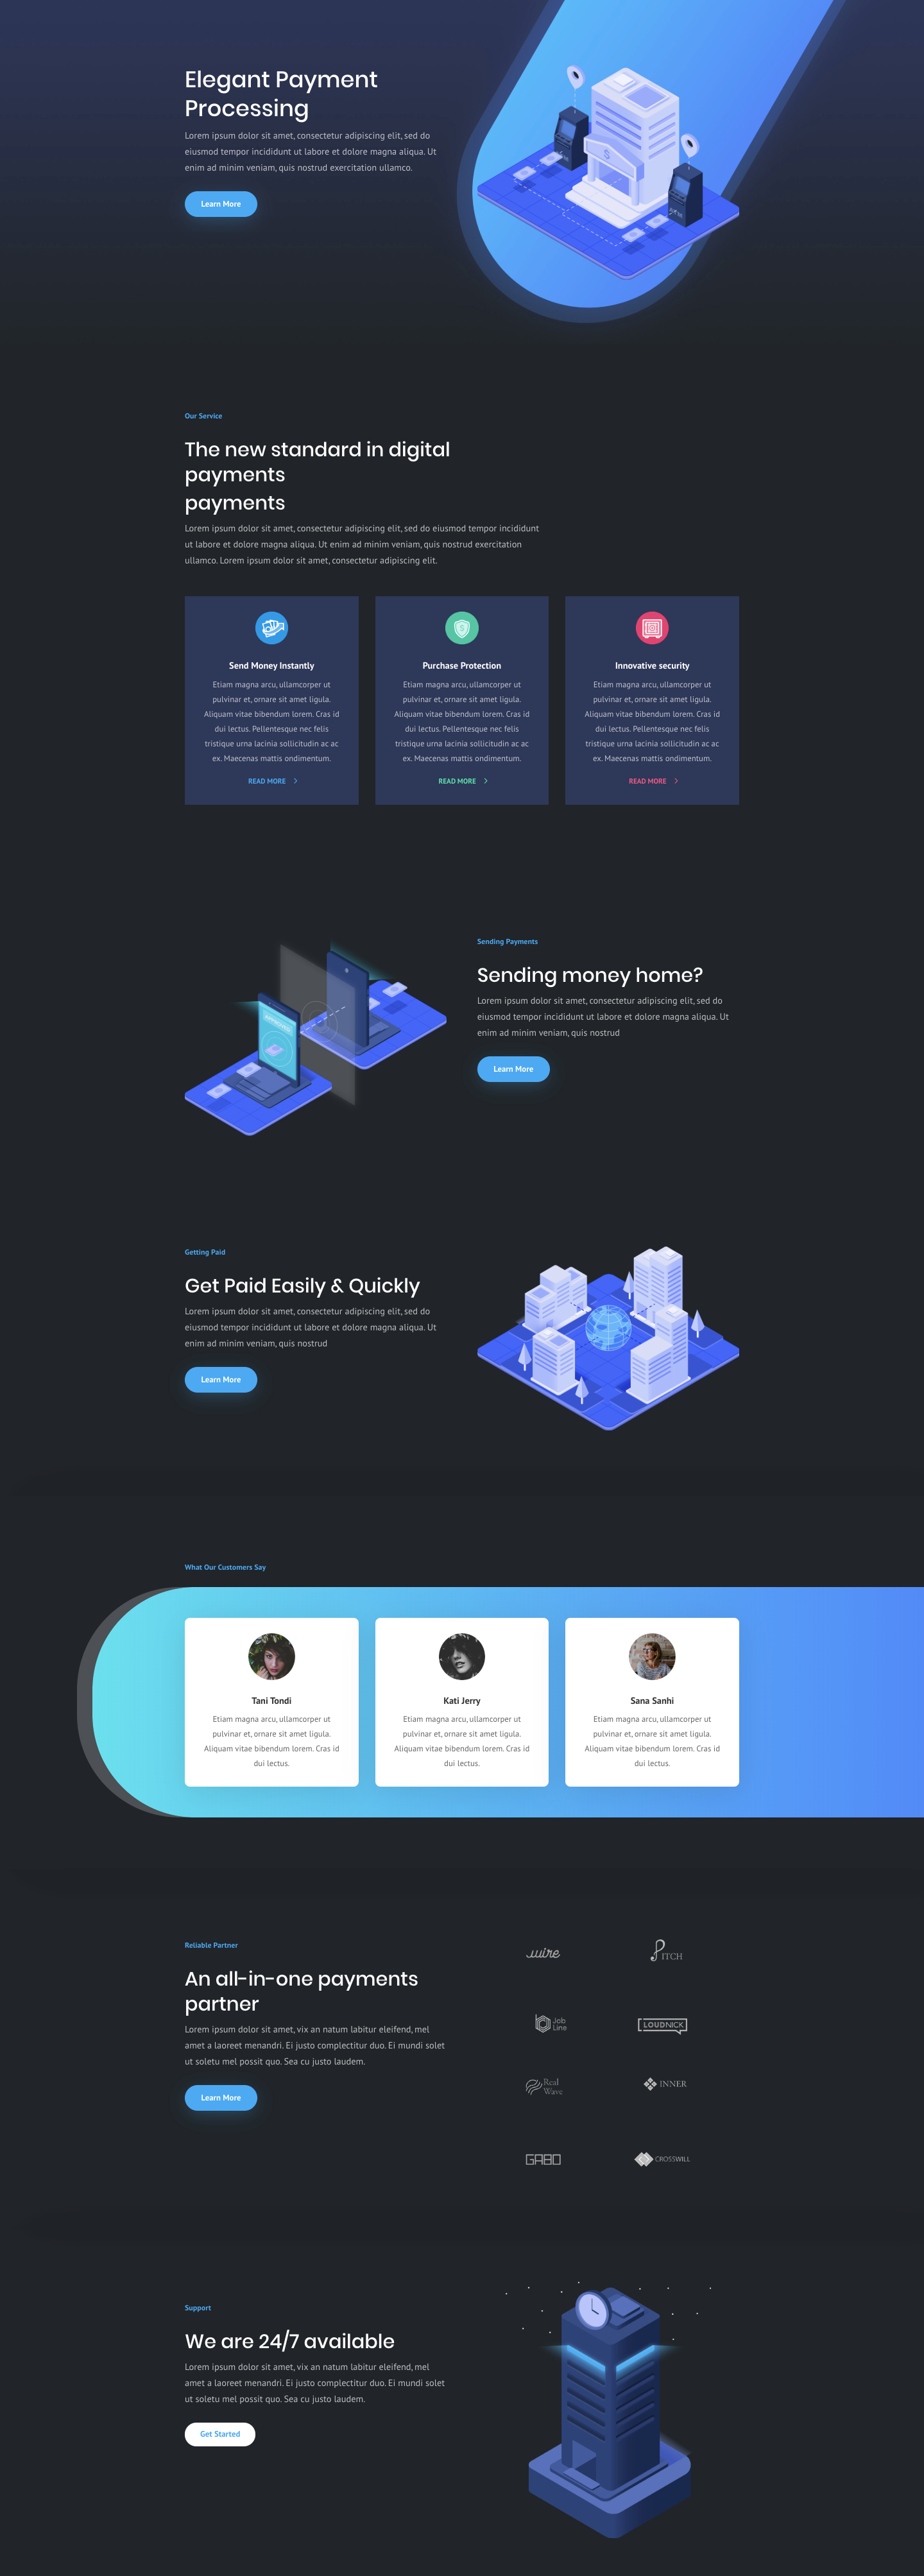 Elegant Payment
Processing
Lorem ipsum dolor sit amet, consectetur adipiscing elit, sed do
eiusmod tempor incididunt ut labore et dolore magna aliqua. Ut
enim ad minim veniam, quis nostrud exercitation ullamco.
Learn More
Our Service
The new standard in digital
payments
payments
Lorem ipsum dolor sit amet, consectetur adipiscing elit, sed do eiusmod tempor incididunt
ut labore et dolore magna aliqua. Ut enim ad minim veniam, quis nostrud exercitation
ullamco. Lorem ipsum dolor sit amet, consectetur adipiscing elit.
Send Money Instantly
Etiam magna arcu, ullamcorper ut
pulvinar et, ornare sit amet ligula.
Aliquam vitae bibendum lorem. Cras id
dui lectus. Pellentesque nec felis
tristique urna lacinia sollicitudin ac ac
ex. Maecenas mattis ondimentum.
READ MORE
Purchase Protection
Etiam magna arcu, ullamcorper ut
pulvinar et, ornare sit amet ligula.
Aliquam vitae bibendum lorem. Cras id
dui lectus. Pellentesque nec felis
tristique urna lacinia sollicitudin ac ac
ex. Maecenas mattis ondimentum.
READ MORE
Innovative security
Etiam magna arcu, ullamcorper ut
pulvinar et, ornare sit amet ligula.
Aliquam vitae bibendum lorem. Cras id
dui lectus. Pellentesque nec felis
tristique urna lacinia sollicitudin ac ac
ex. Maecenas mattis ondimentum.
READ MORE
Sending Payments
Sending money home?
Lorem ipsum dolor sit amet, consectetur adipiscing elit, sed do
eiusmod tempor incididunt ut labore et dolore magna aliqua. Ut
enim ad minim veniam, quis nostrud
Learn More
Getting Paid
Get Paid Easily & Quickly
Lorem ipsum dolor sit amet, consectetur adipiscing elit, sed do
eiusmod tempor incididunt ut labore et dolore magna aliqua. Ut
enim ad minim veniam, quis nostrud
Learn More
What Our Customers Say
Tani Tondi
Etiam magna arcu, ullamcorper ut
pulvinar et, ornare sit amet ligula.
Aliquam vitae bibendum lorem. Cras id
dui lectus.
Kati Jerry
Etiam magna arcu, ullamcorper ut
pulvinar et, ornare sit amet ligula.
Aliquam vitae bibendum lorem. Cras id
dui lectus.
Sana Sanhi
Etiam magna arcu, ullamcorper ut
pulvinar et, ornare sit amet ligula.
Aliquam vitae bibendum lorem. Cras id
dui lectus.
Reliable Partner
An all-in-one payments
partner
Lorem ipsum dolor sit amet, vix an natum labitur eleifend, mel
amet a laoreet menandri. Ei justo complectitur duo. Ei mundi solet
ut soletu mel possit quo. Sea cu justo laudem.
Learn More
wire
PITCH
Job
Line
LOUDNICK
Real
Wave
INNER
GABO
CROSSWILL
Support
We are 24/7 available
Lorem ipsum dolor sit amet, vix an natum labitur eleifend, mel
amet a laoreet menandri. Ei justo complectitur duo. Ei mundi solet
ut soletu mel possit quo. Sea cu justo laudem.
Get Started